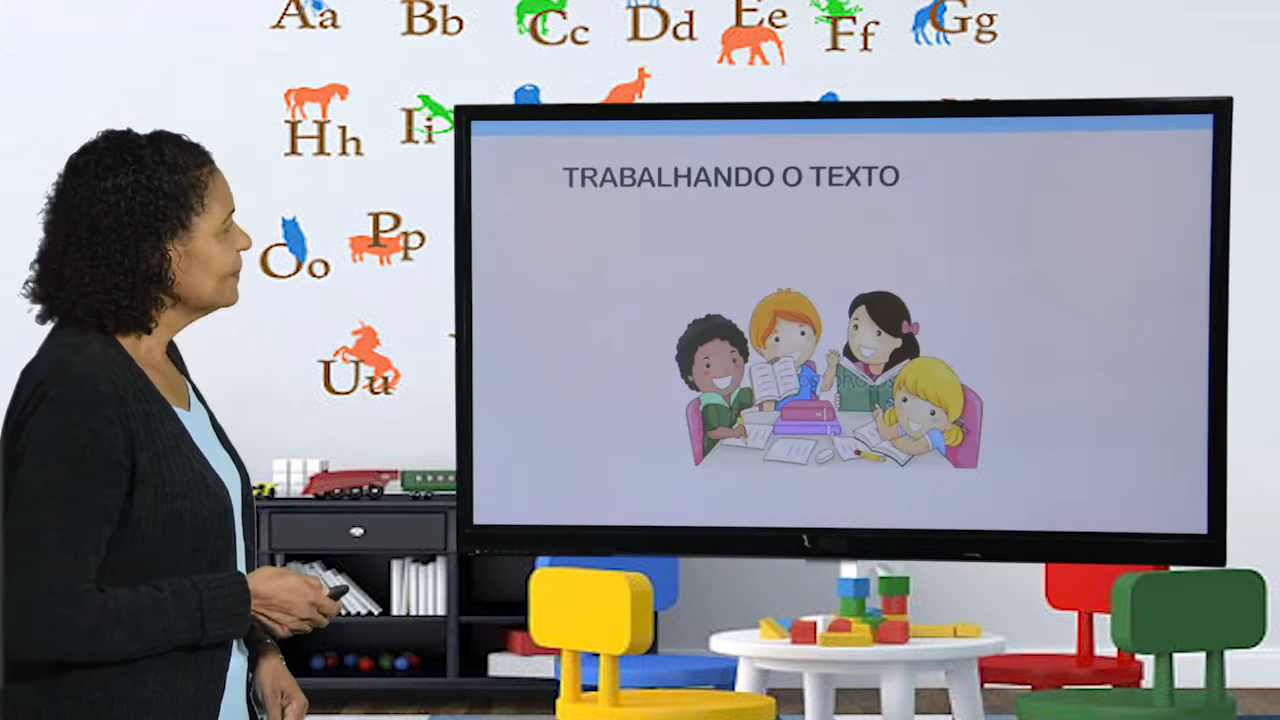 Aa Bb Cc Dd Ee Ff Gg
Hh Ii
TRABALHANDO O TEXTO
Oo Pp
Uu